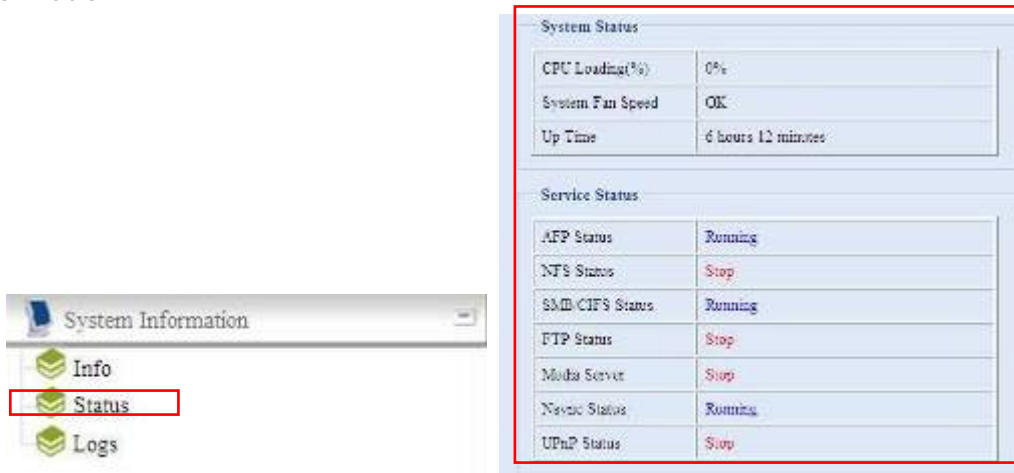 System Information
Info
Status
Logs
System Status
CPU Loading(%) 0%
System Fan Speed OK
Up Time 6 hours 12 minutes
Service Status
AFP Status Running
NFS Status Stop
SMB/CIFS Status Running
FTP Status Stop
Media Server Stop
Nsync Status Running
UPnP Status Stop